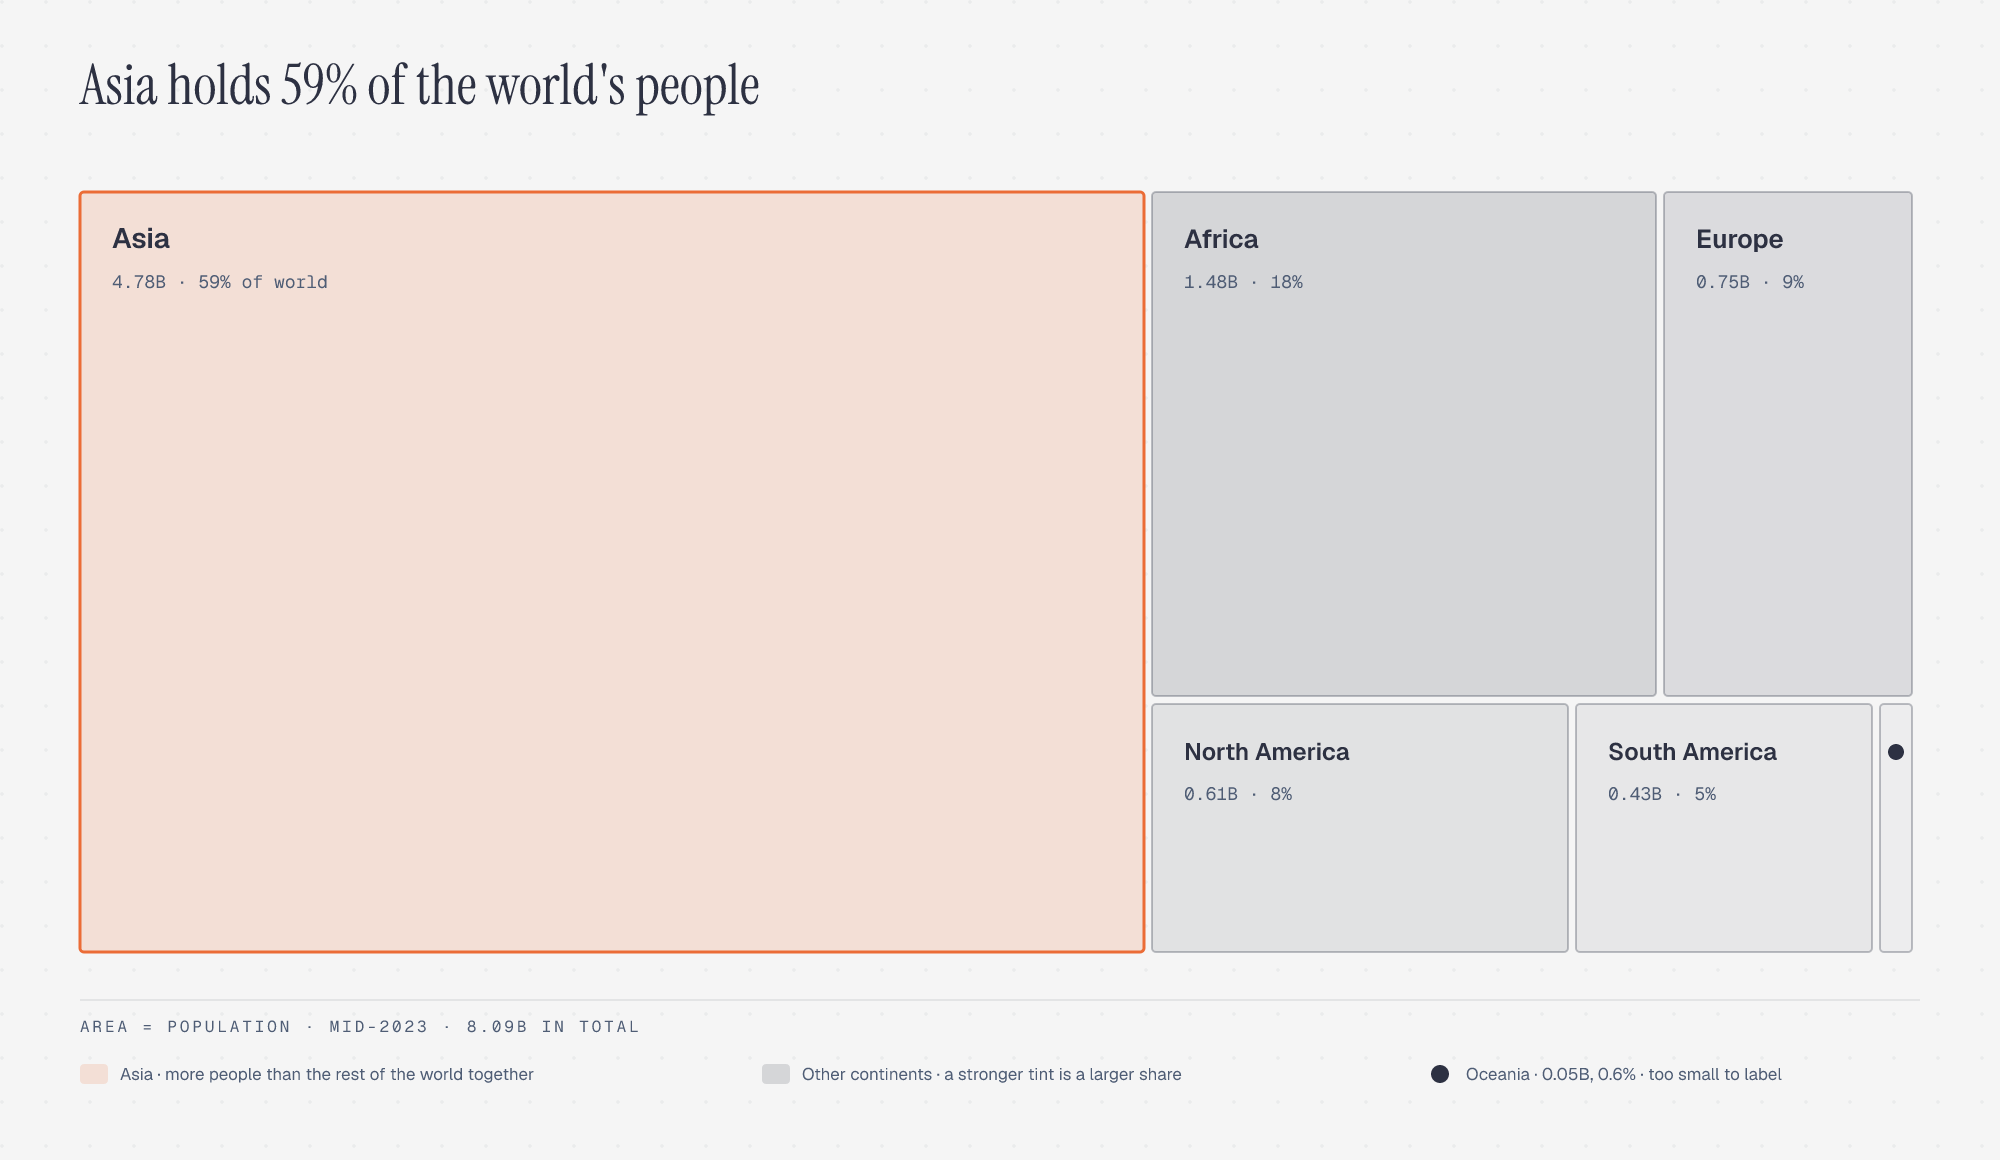 Asia holds 59% of the world's people
Asia
4.78B · 59% of world
Africa
1.48B · 18%
Europe
0.75B · 9%
North America
0.61B · 8%
South America
0.43B · 5%
AREA = POPULATION · MID-2023 · 8.09B IN TOTAL
Asia · more people than the rest of the world together
Other continents · a stronger tint is a larger share
Oceania · 0.05B, 0.6% · too small to label